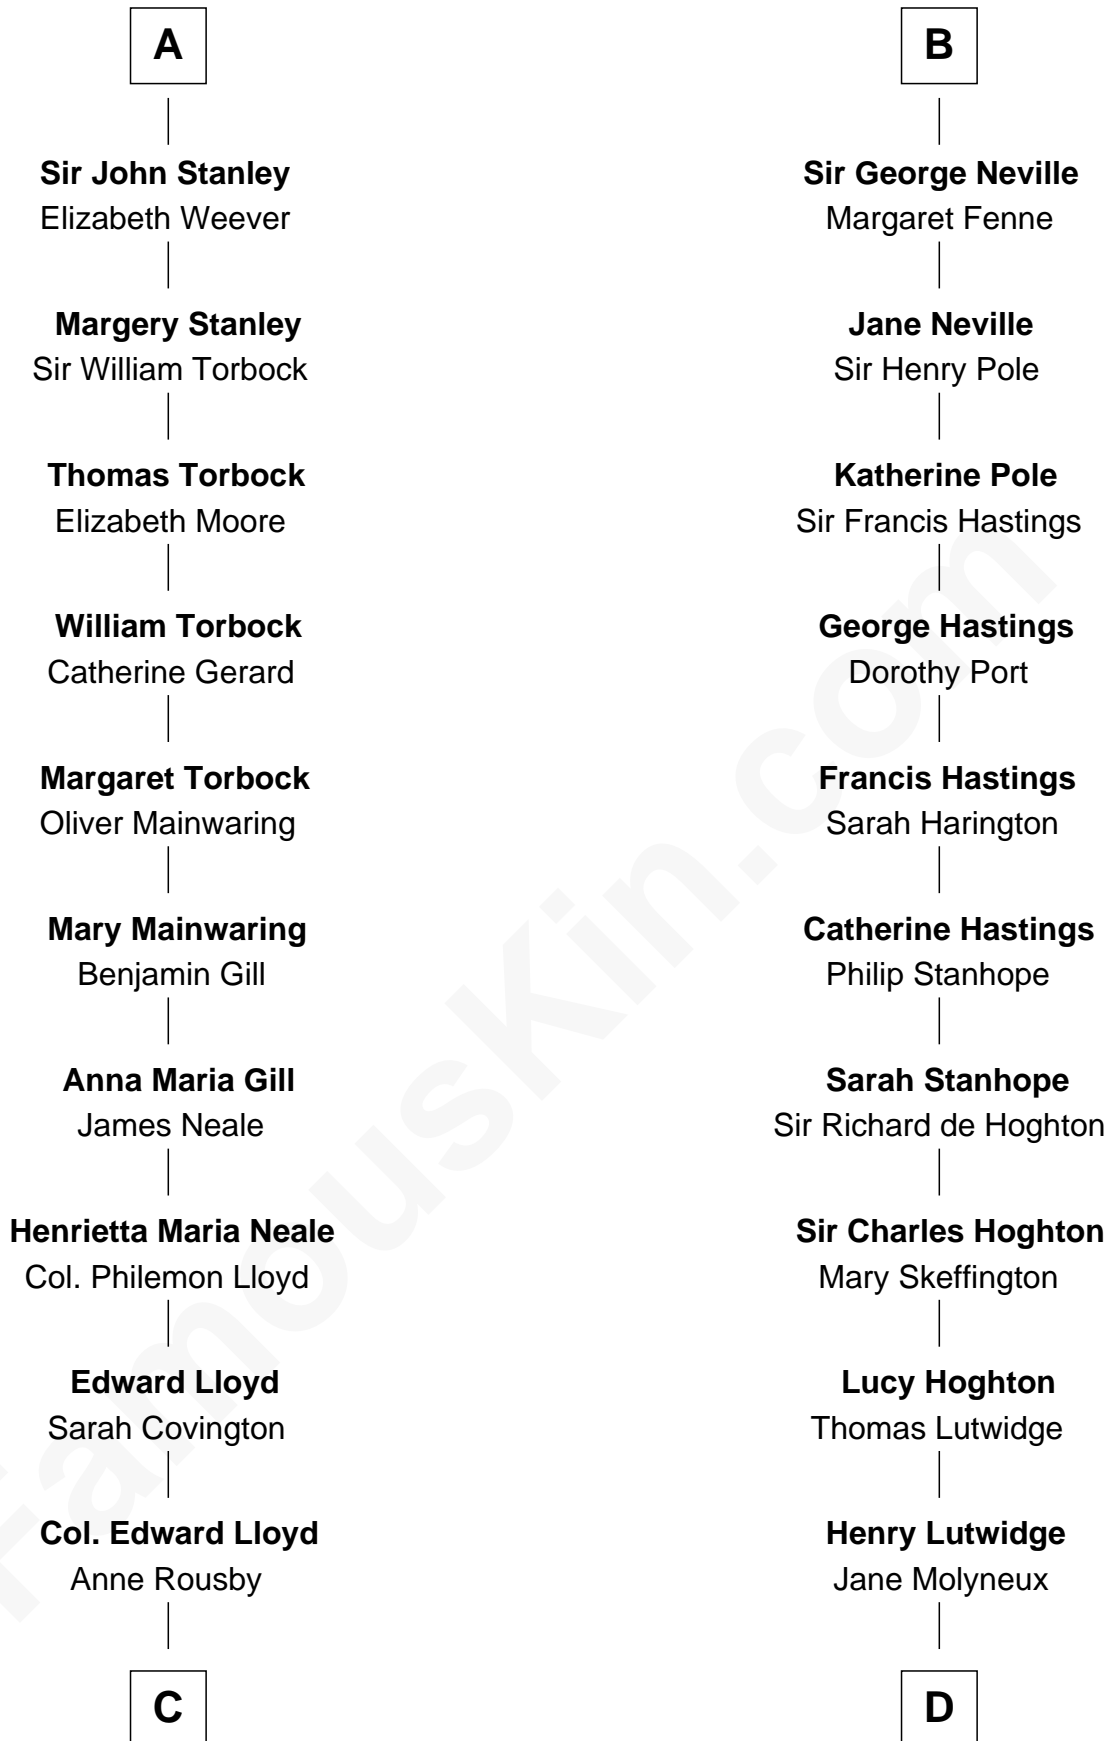 A
Sir John Stanley
Elizabeth Weever
Margery Stanley
Sir William Torbock
Thomas Torbock
Elizabeth Moore
William Torbock
Catherine Gerard
Margaret Torbock
Oliver Mainwaring
Mary Mainwaring
Benjamin Gill
Anna Maria Gill
James Neale
Henrietta Maria Neale
Col. Philemon Lloyd
Edward Lloyd
Sarah Covington
Col. Edward Lloyd
Anne Rousby
C
B
Sir George Neville
Margaret Fenne
Jane Neville
Sir Henry Pole
Katherine Pole
Sir Francis Hastings
George Hastings
Dorothy Port
Francis Hastings
Sarah Harington
Catherine Hastings
Philip Stanhope
Sarah Stanhope
Sir Richard de Hoghton
Sir Charles Hoghton
Mary Skeffington
Lucy Hoghton
Thomas Lutwidge
Henry Lutwidge
Jane Molyneux
D
FamousKin.com